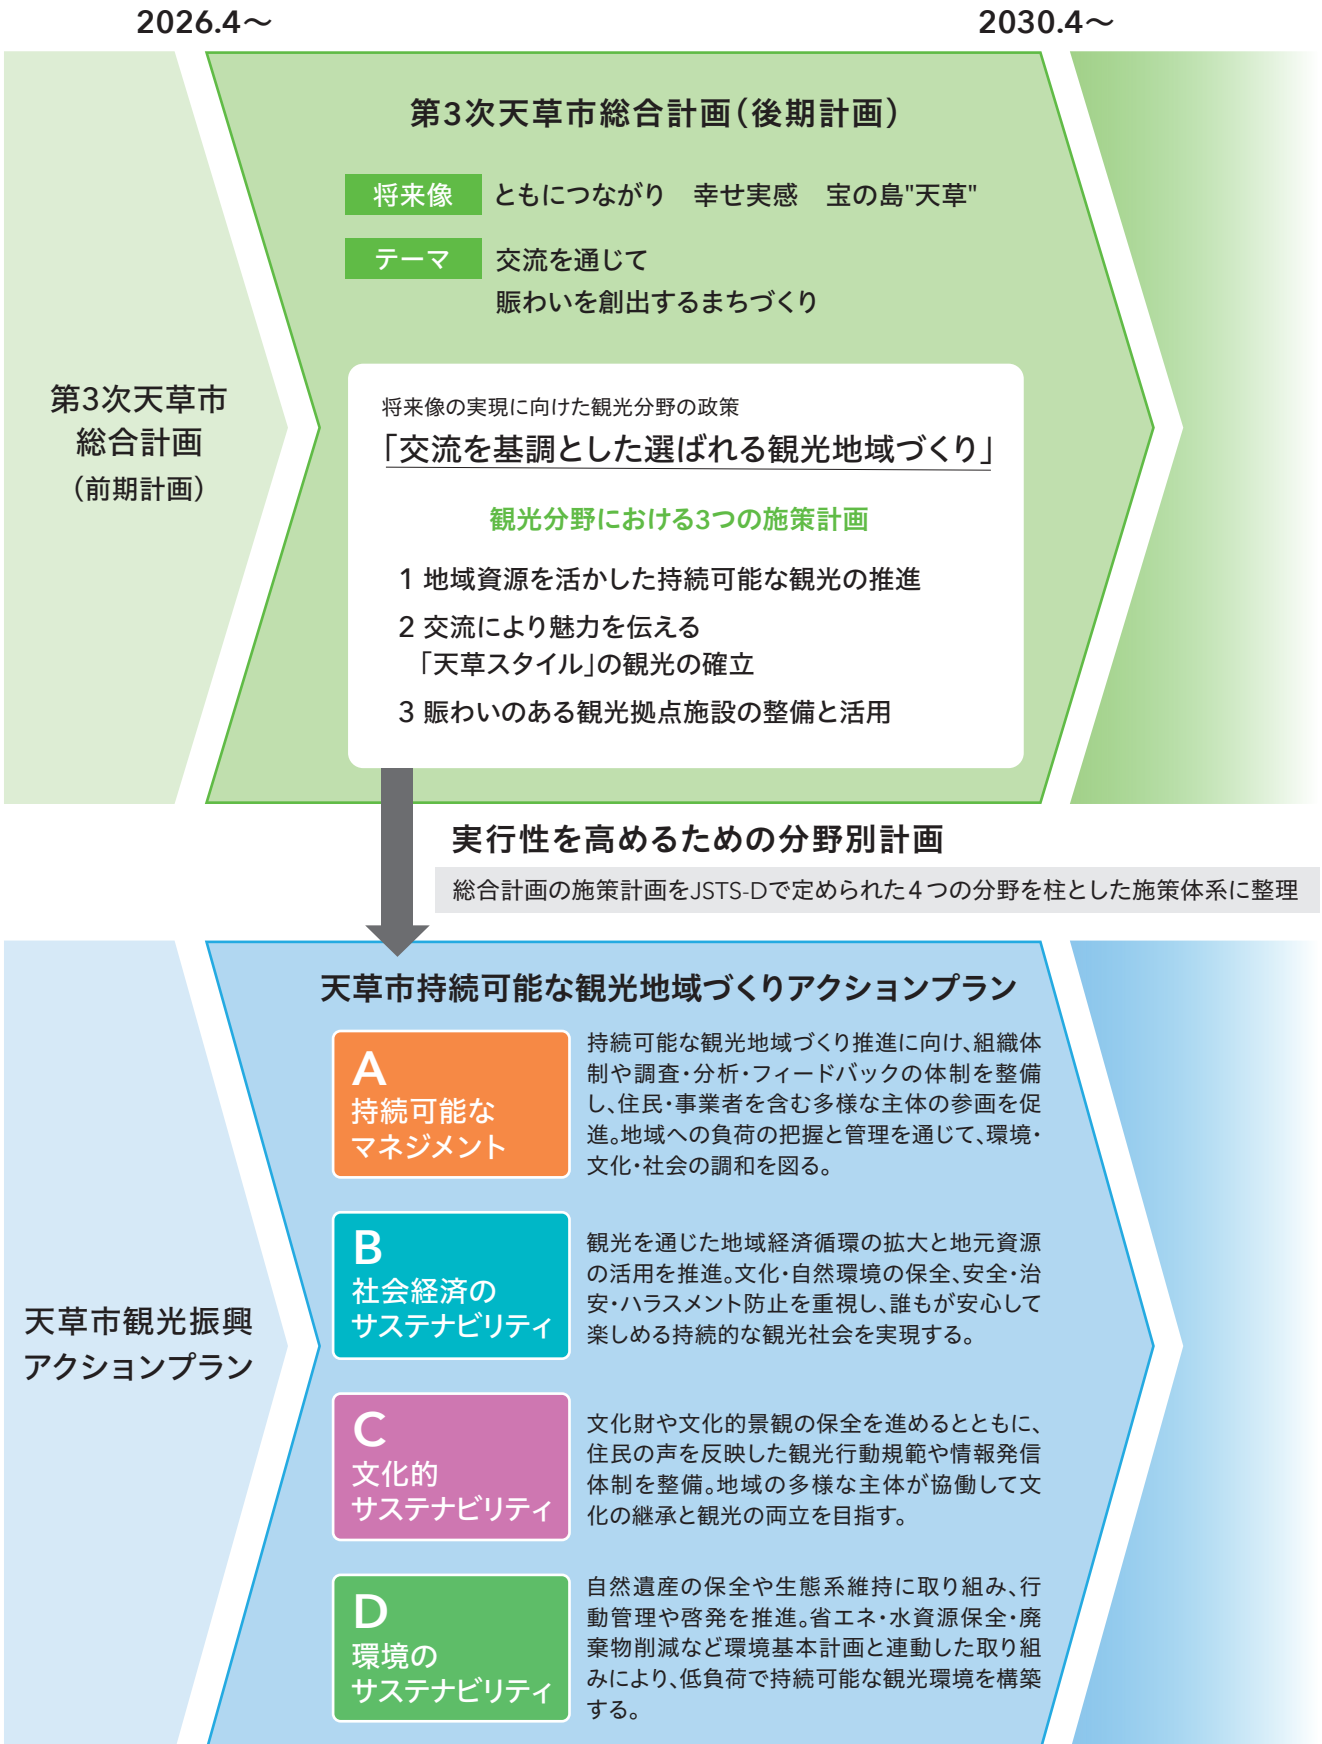 2026.4〜
2030.4〜
第3次天草市
総合計画
（前期計画）
第3次天草市総合計画（後期計画）
将来像 ともにつながり　幸せ実感　宝の島"天草"
テーマ 交流を通じて
賑わいを創出するまちづくり
将来像の実現に向けた観光分野の政策
「交流を基調とした選ばれる観光地域づくり」
観光分野における3つの施策計画
1 地域資源を活かした持続可能な観光の推進
2 交流により魅力を伝える
「天草スタイル」の観光の確立
3 賑わいのある観光拠点施設の整備と活用
実行性を高めるための分野別計画
総合計画の施策計画をJSTS-Dで定められた４つの分野を柱とした施策体系に整理
天草市観光振興
アクションプラン
天草市持続可能な観光地域づくりアクションプラン
A
持続可能な
マネジメント
持続可能な観光地域づくり推進に向け、組織体
制や調査・分析・フィードバックの体制を整備
し、住民・事業者を含む多様な主体の参画を促
進。地域への負荷の把握と管理を通じて、環境・
文化・社会の調和を図る。
B
社会経済の
サステナビリティ
観光を通じた地域経済循環の拡大と地元資源
の活用を推進。文化・自然環境の保全、安全・治
安・ハラスメント防止を重視し、誰もが安心して
楽しめる持続的な観光社会を実現する。
C
文化的
サステナビリティ
文化財や文化的景観の保全を進めるとともに、
住民の声を反映した観光行動規範や情報発信
体制を整備。地域の多様な主体が協働して文
化の継承と観光の両立を目指す。
D
環境の
サステナビリティ
自然遺産の保全や生態系維持に取り組み、行
動管理や啓発を推進。省エネ・水資源保全・廃
棄物削減など環境基本計画と連動した取り組
みにより、低負荷で持続可能な観光環境を構築
する。